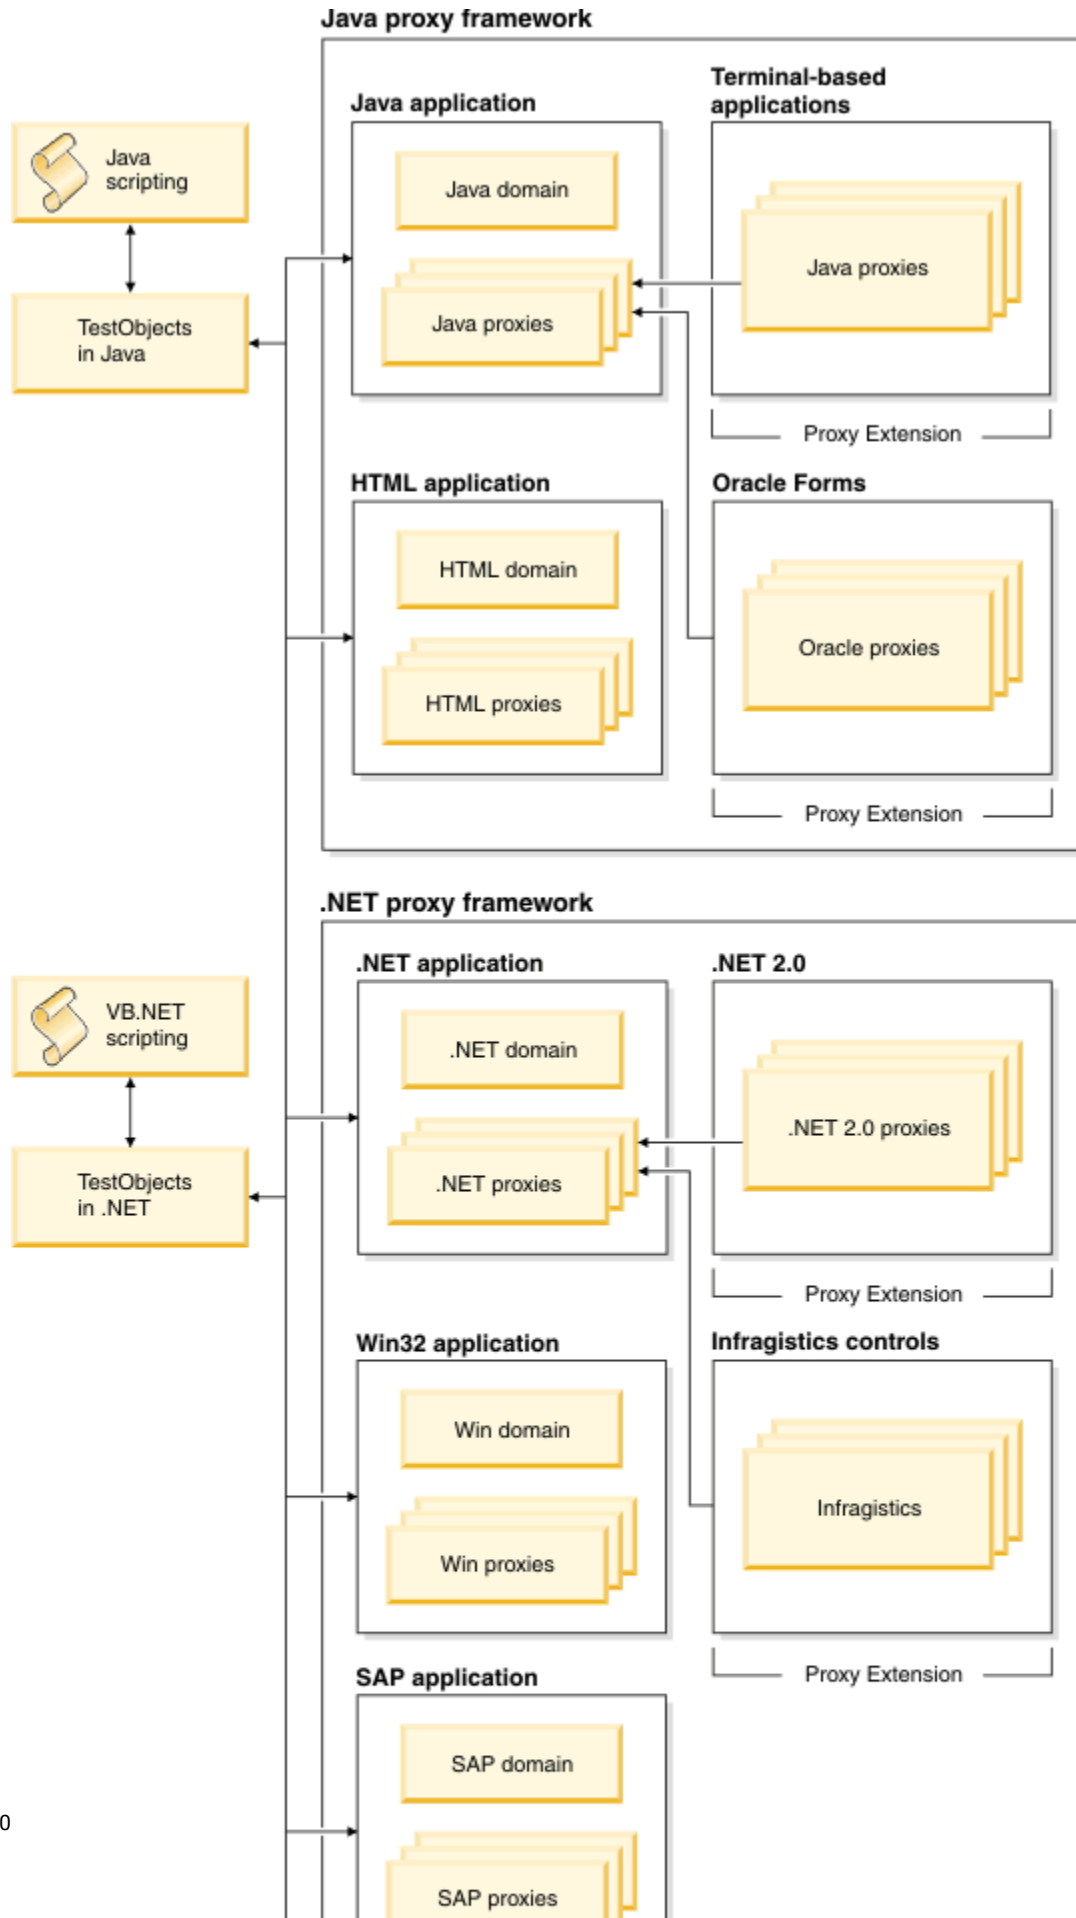 Java proxy framework
Java application
Terminal-based
applications
Java
scripting
Java domain
Java proxies
Java proxies
TestObjects
in Java
Proxy Extension
HTML application
Oracle Forms
HTML domain
Oracle proxies
HTML proxies
Proxy Extension
.NET proxy framework
.NET application
.NET 2.0
VB.NET
scripting
.NET domain
.NET 2.0 proxies
.NET proxies
TestObjects
in .NET
Proxy Extension
Win32 application
Infragistics controls
Win domain
Infragistics
Win proxies
Proxy Extension
SAP application
SAP domain
0
SAP proxies